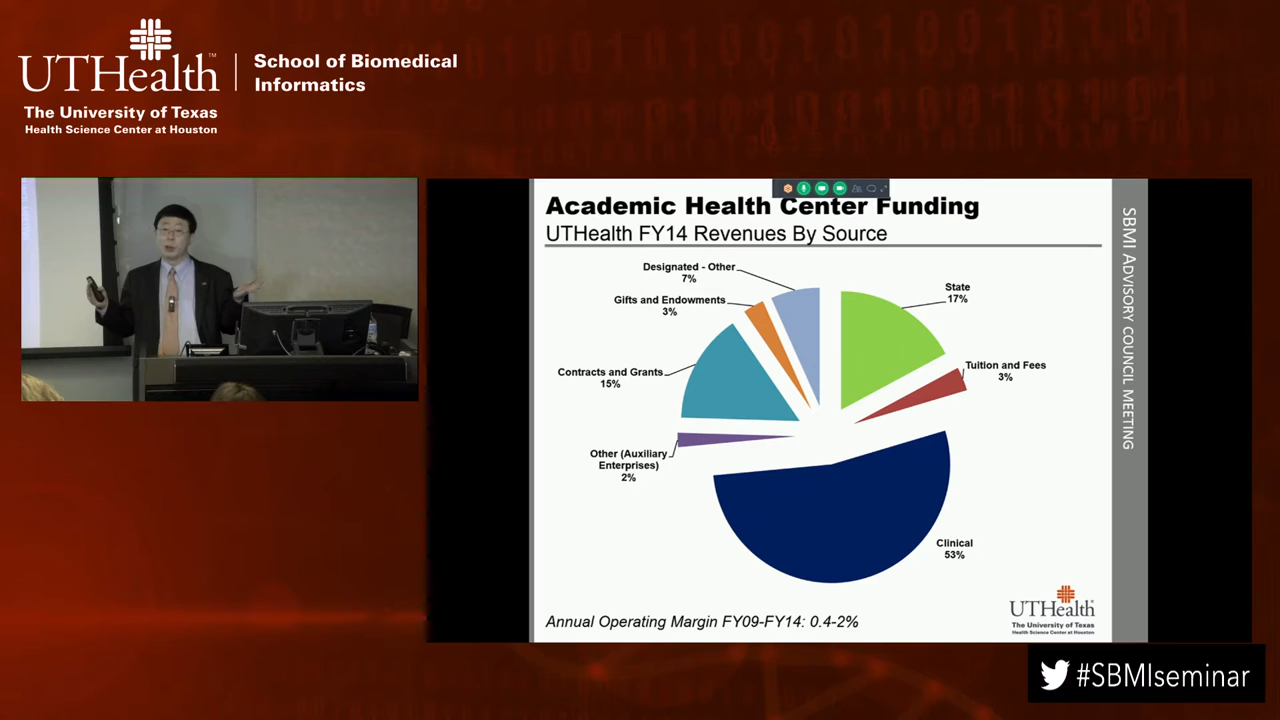 UTHealth™
The University of Texas
Health Science Center at Houston
School of Biomedical
Informatics
Academic Health Center Funding
UTHealth FY14 Revenues By Source
Designated - Other
7%
Gifts and Endowments
3%
Contracts and Grants
15%
Other (Auxiliary
Enterprises)
2%
State
17%
Tuition and Fees
3%
Clinical
53%
Annual Operating Margin FY09-FY14: 0.4-2%
UTHealth
The University of Texas
Health Science Center at Houston
SBMI ADVISORY COUNCIL MEETING
#SBMIseminar